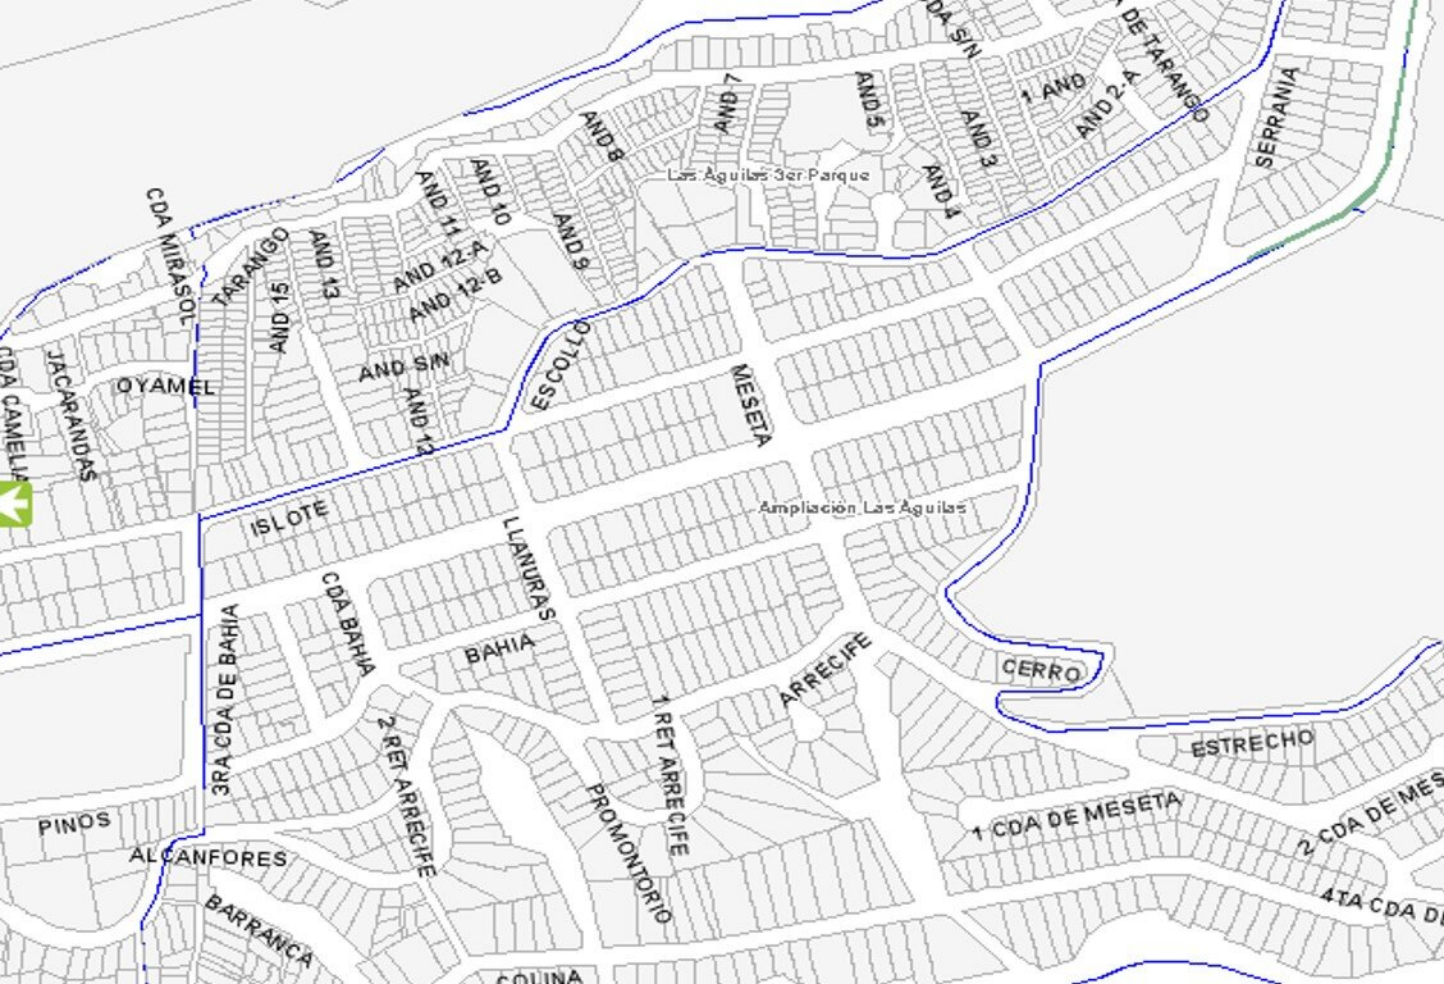 CDA S/N
DE TARANGO
AND 7
AND 5
1 AND
AND 2-A
SERRANIA
AND 8
AND 3
Las Aguilas 3er Parque
AND 4
CDA MIRASOL
AND 11
AND 10
AND 9
TARANGO
AND 13
AND 12-A
AND 12-B
AND 15
ESCOLLO
CDA CAMELIA
JACARANDAS
OYAMEL
AND S/N
AND 12
MESETA
ISLOTE
Ampliación Las Aguilas
LLANURAS
CDA BAHIA
3RA CDA DE BAHIA
BAHIA
ARRECIFE
CERRO
2 RET ARRECIFE
1 RET ARRECIFE
ESTRECHO
PINOS
PROMONTORIO
1 CDA DE MESETA
2 CDA DE MES
ALCANFORES
BARRANCA
4TA CDA DE
COLINA